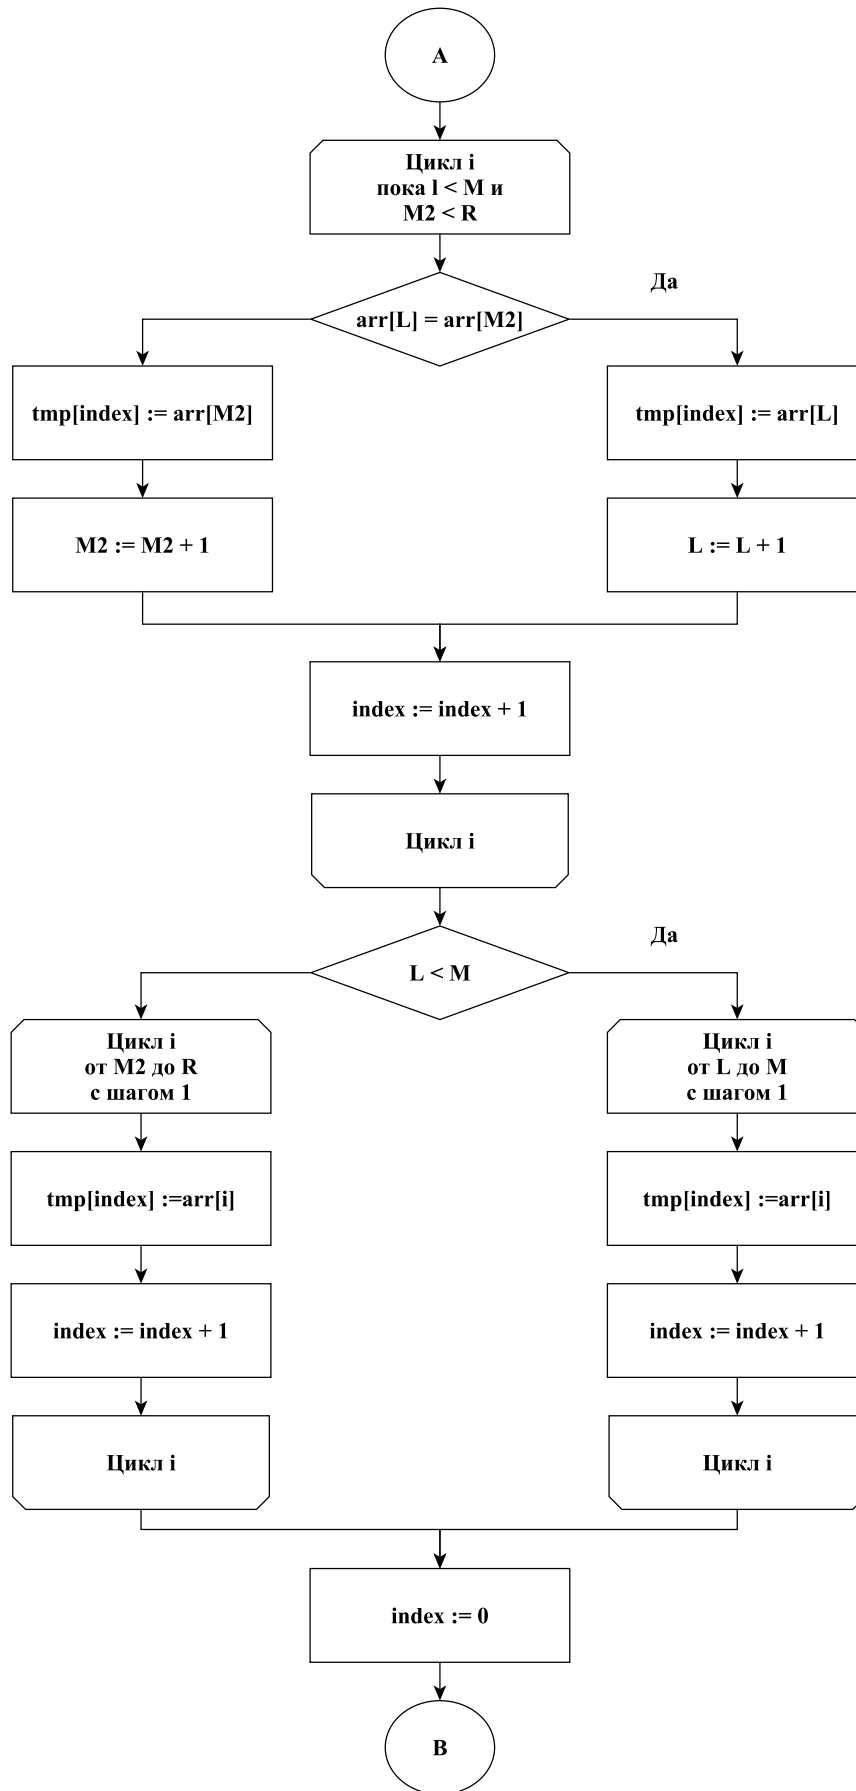 A
Цикл i
пока l < M и
M2 < R
Да
arr[L] = arr[M2]
tmp[index] := arr[M2]
tmp[index] := arr[L]
M2 := M2 + 1
L := L + 1
index := index + 1
Цикл i
Да
L < M
Цикл i
от M2 до R
с шагом 1
Цикл i
от L до M
с шагом 1
tmp[index] :=arr[i]
tmp[index] :=arr[i]
index := index + 1
index := index + 1
Цикл i
Цикл i
index := 0
B